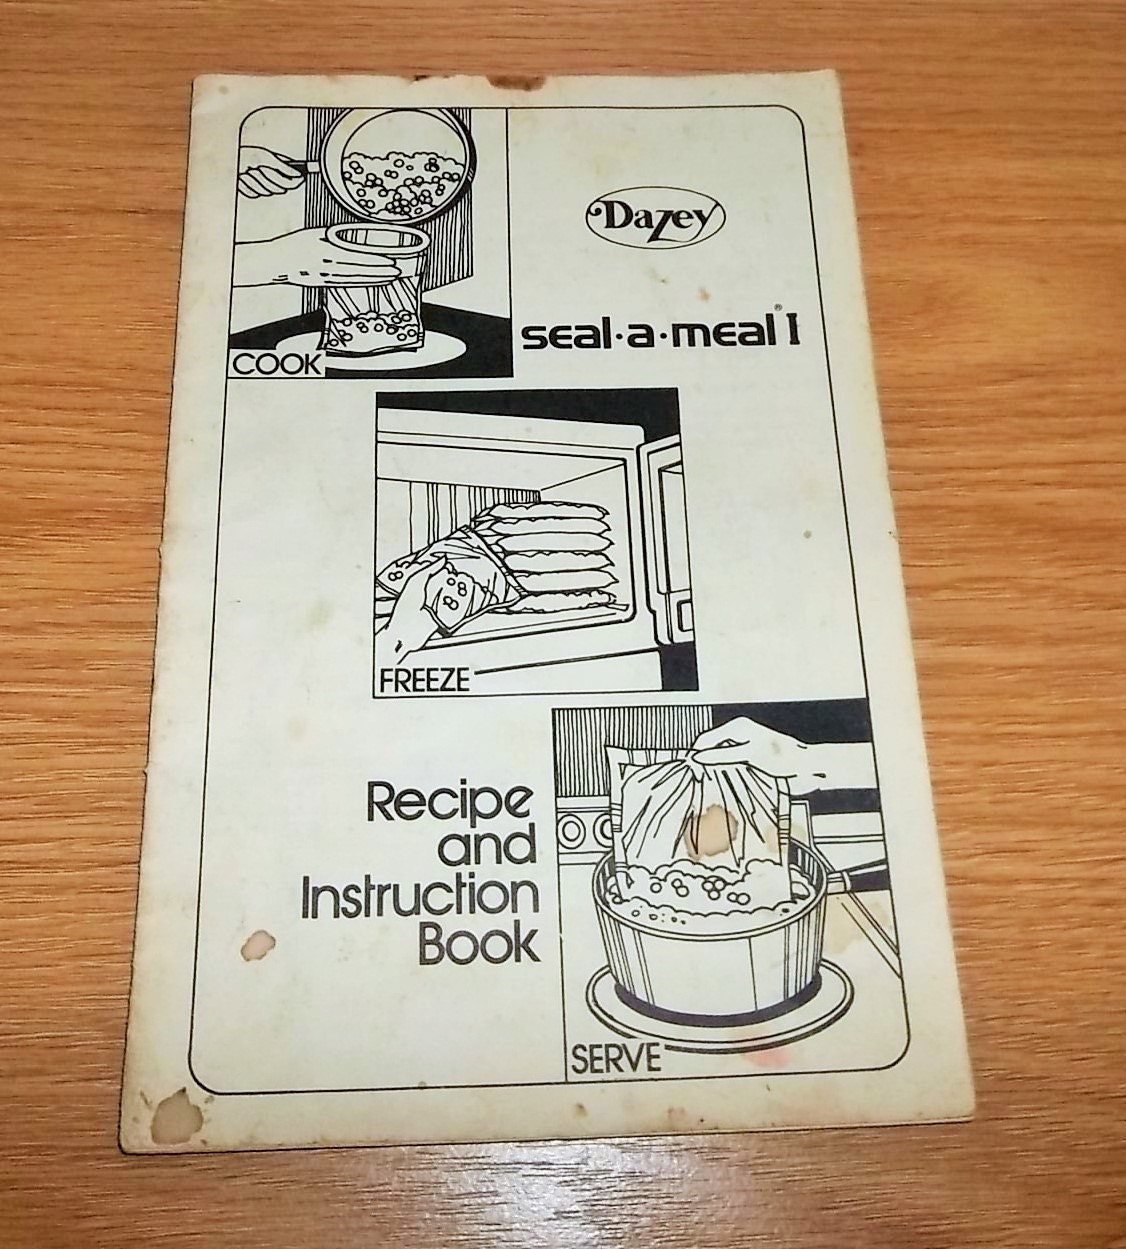 Dazey
seal·a·meal® I
COOK
FREEZE
Recipe
and
Instruction
Book
SERVE